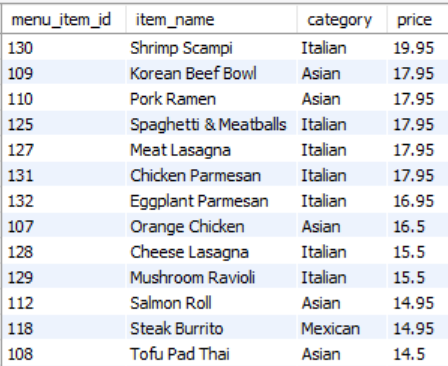 menu_item_id item_name category price
130 Shrimp Scampi Italian 19.95
109 Korean Beef Bowl Asian 17.95
110 Pork Ramen Asian 17.95
125 Spaghetti & Meatballs Italian 17.95
127 Meat Lasagna Italian 17.95
131 Chicken Parmesan Italian 17.95
132 Eggplant Parmesan Italian 16.95
107 Orange Chicken Asian 16.5
128 Cheese Lasagna Italian 15.5
129 Mushroom Ravioli Italian 15.5
112 Salmon Roll Asian 14.95
118 Steak Burrito Mexican 14.95
108 Tofu Pad Thai Asian 14.5